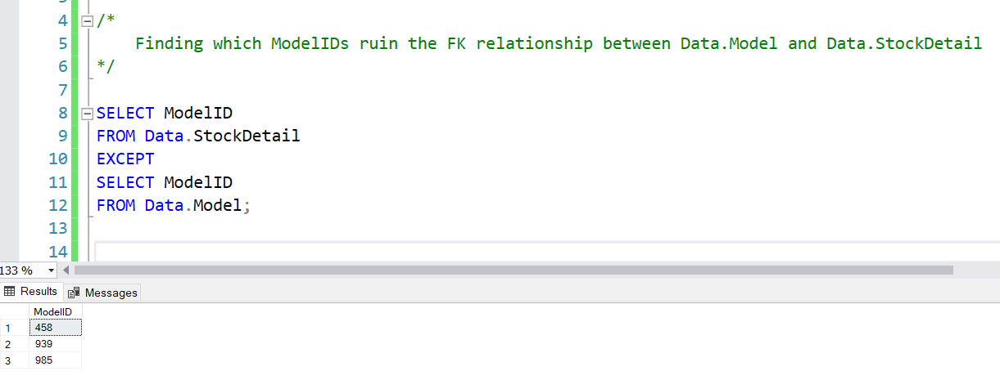 4 /*
5 Finding which ModelIDs ruin the FK relationship between Data.Model and Data.StockDetail
6 */
7
8 SELECT ModelID
9 FROM Data.StockDetail
10 EXCEPT
11 SELECT ModelID
12 FROM Data.Model;
13
14
133 %
Results Messages
ModelID
1 458
2 939
3 985